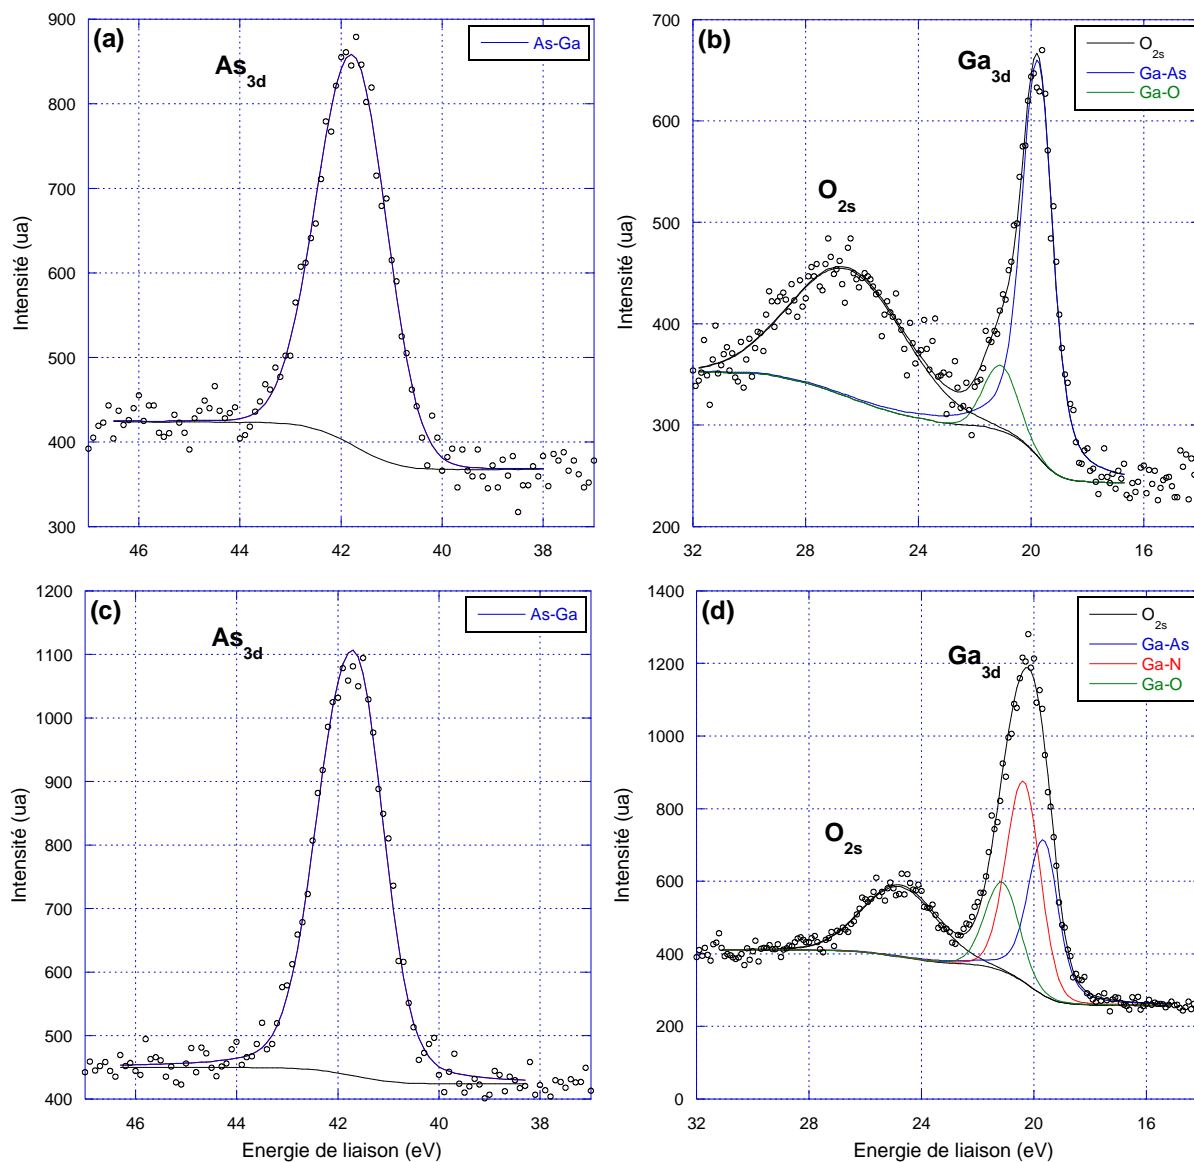 (a)
As-Ga
As3d
Intensité (ua)
900
800
700
600
500
400
300
46 44 42 40 38
(b)
O2s
Ga-As
Ga-O
Ga3d
O2s
Intensité (ua)
700
600
500
400
300
200
32 28 24 20 16
(c)
As-Ga
As3d
Intensité (ua)
1200
1100
1000
900
800
700
600
500
400
46 44 42 40 38
Energie de liaison (eV)
(d)
O2s
Ga-As
Ga-N
Ga-O
Ga3d
O2s
Intensité (ua)
1400
1200
1000
800
600
400
200
0
32 28 24 20 16
Energie de liaison (eV)